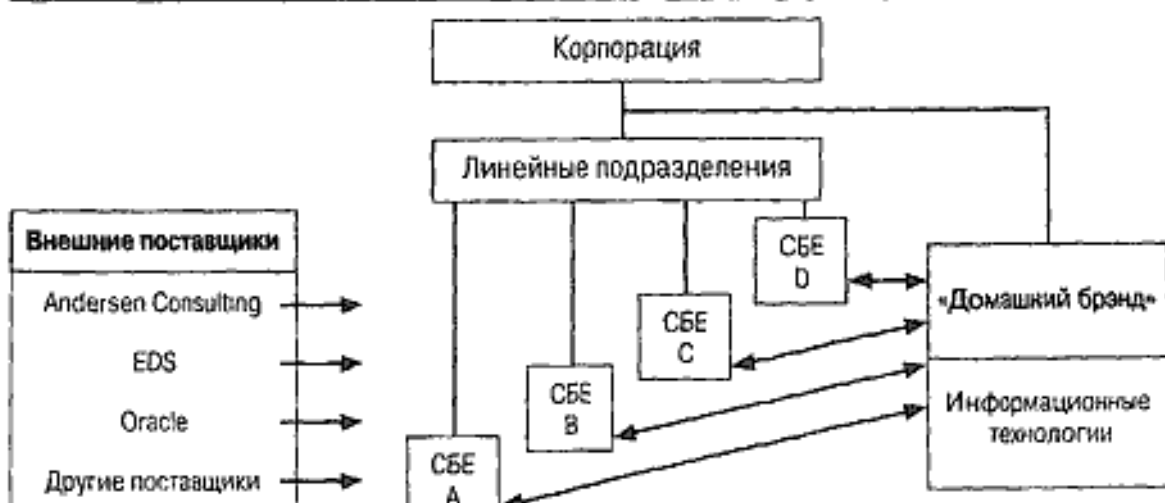 Корпорация
Линейные подразделения
Внешние поставщики
Andersen Consulting
EDS
Oracle
Другие поставщики
СБЕ
D
СБЕ
C
СБЕ
B
СБЕ
A
«Домашкий брэнд»
Информационные
технологии